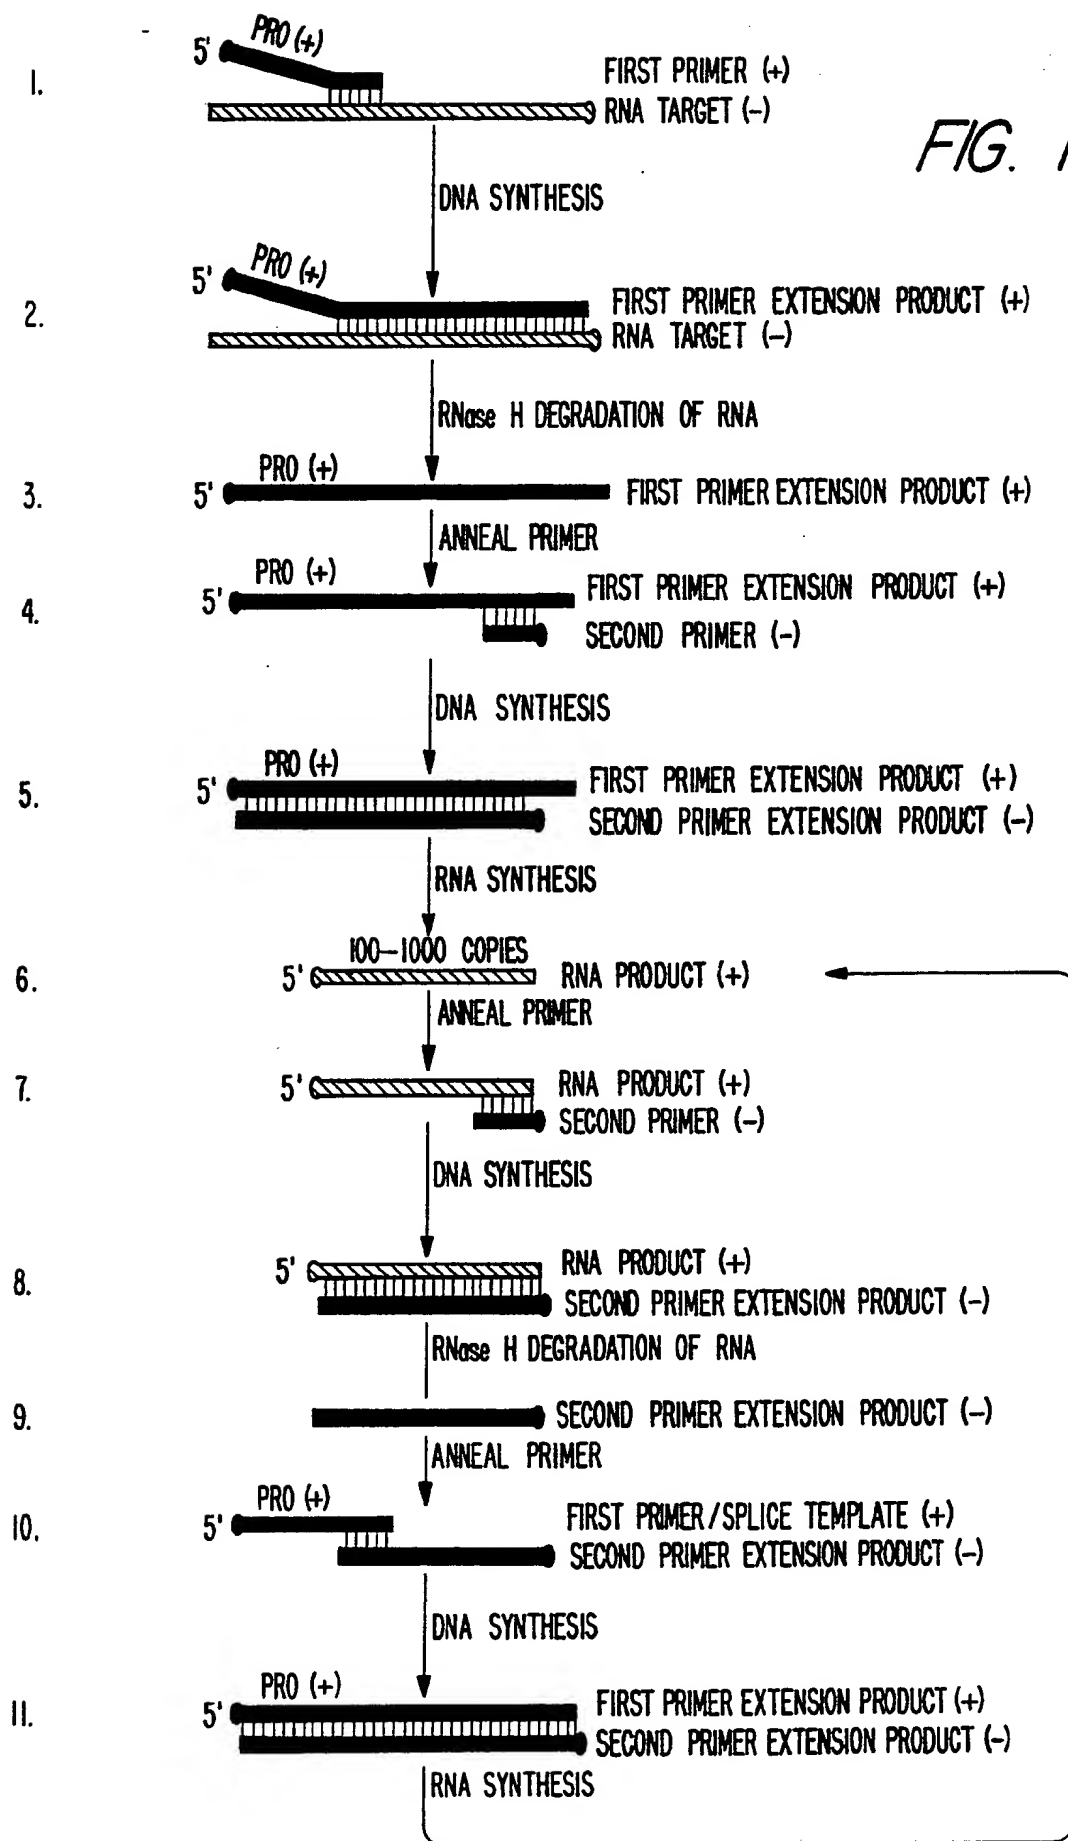 1.
5' PRO (+)
FIRST PRIMER (+)
RNA TARGET (-)
FIG.
DNA SYNTHESIS
2.
5' PRO (+)
FIRST PRIMER EXTENSION PRODUCT (+)
RNA TARGET (-)
RNase H DEGRADATION OF RNA
3.
5' PRO (+)
FIRST PRIMER EXTENSION PRODUCT (+)
ANNEAL PRIMER
4.
5' PRO (+)
FIRST PRIMER EXTENSION PRODUCT (+)
SECOND PRIMER (-)
DNA SYNTHESIS
5.
5' PRO (+)
FIRST PRIMER EXTENSION PRODUCT (+)
SECOND PRIMER EXTENSION PRODUCT (-)
RNA SYNTHESIS
100-1000 COPIES
6.
5' RNA PRODUCT (+)
ANNEAL PRIMER
7.
5' RNA PRODUCT (+)
SECOND PRIMER (-)
DNA SYNTHESIS
8.
5' RNA PRODUCT (+)
SECOND PRIMER EXTENSION PRODUCT (-)
RNase H DEGRADATION OF RNA
9.
SECOND PRIMER EXTENSION PRODUCT (-)
ANNEAL PRIMER
10.
5' PRO (+)
FIRST PRIMER/SPLICE TEMPLATE (+)
SECOND PRIMER EXTENSION PRODUCT (-)
DNA SYNTHESIS
11.
5' PRO (+)
FIRST PRIMER EXTENSION PRODUCT (+)
SECOND PRIMER EXTENSION PRODUCT (-)
RNA SYNTHESIS